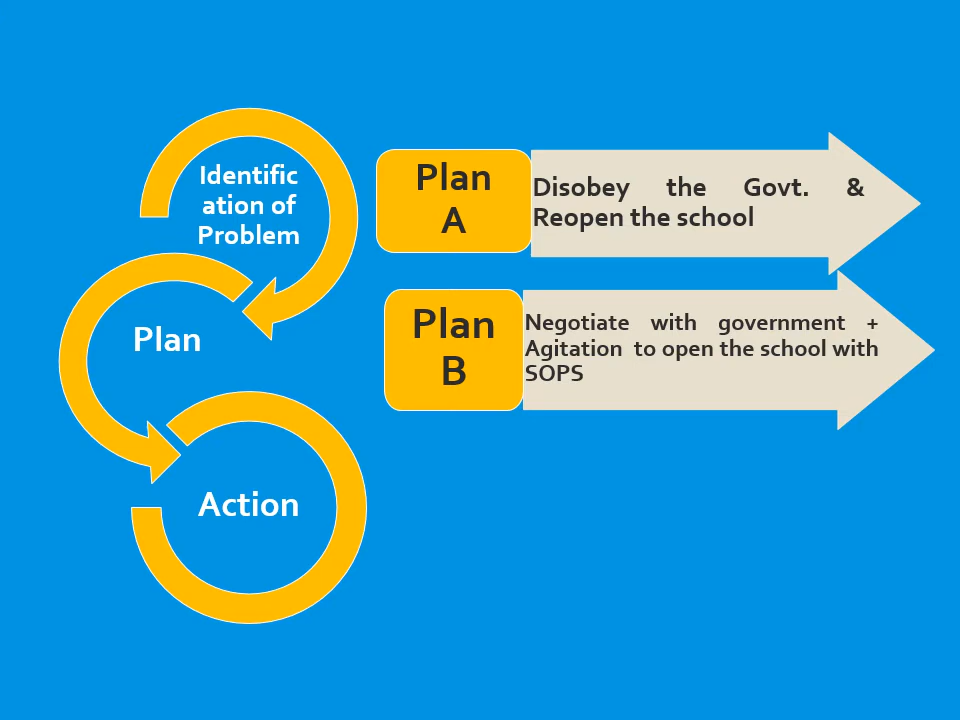 Identific
ation of
Problem
Plan
Action
Plan
A
Disobey the Govt. &
Reopen the school
Plan
B
Negotiate with government +
Agitation to open the school with
SOPS